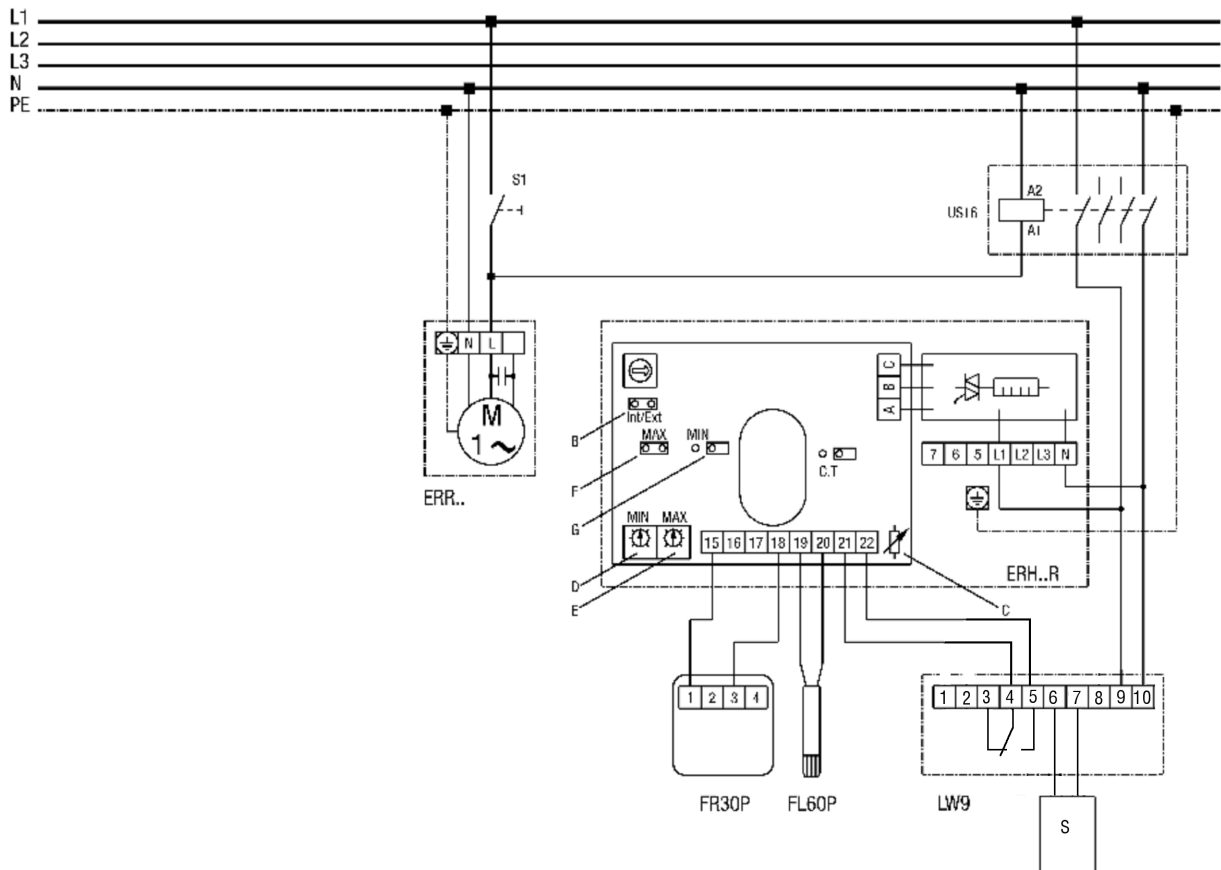 L1
L2
L3
N
PE
S1
A2
US16
A1
N L
M
1~
ERR..
Int/Ext
B
MAX MIN
F
G
C.T
C
B
A
7 6 5 L1 L2 L3 N
MIN MAX
D
E
15 16 17 18 19 20 21 22
ERH..R
C
1 2 3 4
FR30P
FL60P
1 2 3 4 5 6 7 8 9 10
LW9
S